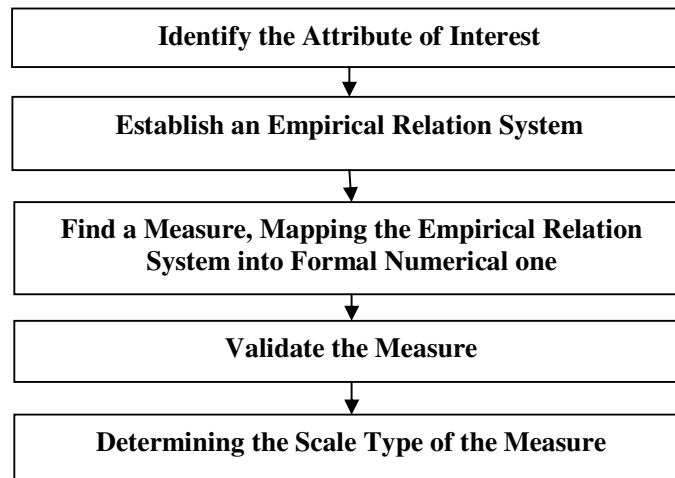 Identify the Attribute of Interest
Establish an Empirical Relation System
Find a Measure, Mapping the Empirical Relation
System into Formal Numerical one
Validate the Measure
Determining the Scale Type of the Measure